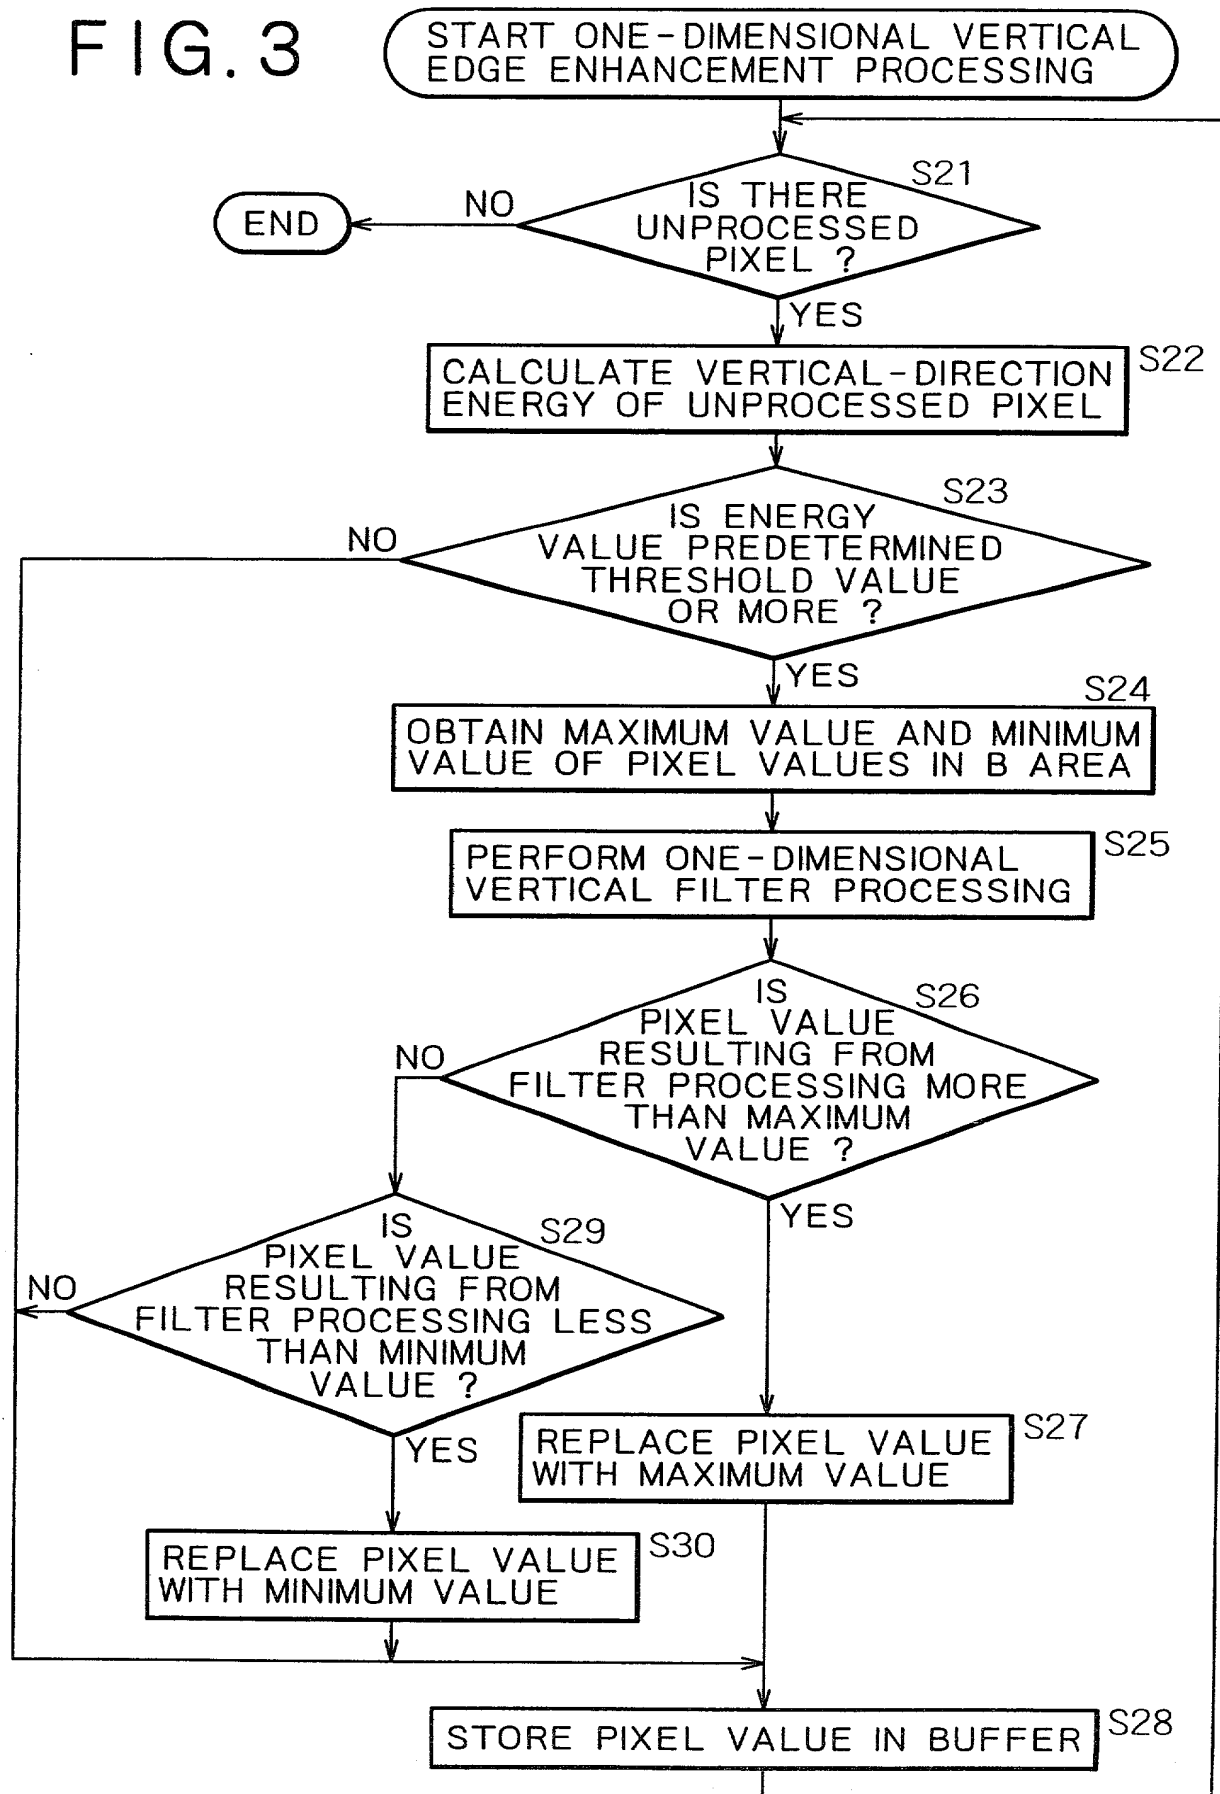 FIG. 3
START ONE-DIMENSIONAL VERTICAL
EDGE ENHANCEMENT PROCESSING
S21
IS THERE
UNPROCESSED
PIXEL ?
NO
END
YES
S22
CALCULATE VERTICAL-DIRECTION
ENERGY OF UNPROCESSED PIXEL
S23
IS ENERGY
VALUE PREDETERMINED
THRESHOLD VALUE
OR MORE ?
NO
YES
S24
OBTAIN MAXIMUM VALUE AND MINIMUM
VALUE OF PIXEL VALUES IN B AREA
S25
PERFORM ONE-DIMENSIONAL
VERTICAL FILTER PROCESSING
S26
IS
PIXEL VALUE
RESULTING FROM
FILTER PROCESSING MORE
THAN MAXIMUM
VALUE ?
NO
YES
S29
IS
PIXEL VALUE
RESULTING FROM
FILTER PROCESSING LESS
THAN MINIMUM
VALUE ?
NO
YES
S27
REPLACE PIXEL VALUE
WITH MAXIMUM VALUE
S30
REPLACE PIXEL VALUE
WITH MINIMUM VALUE
S28
STORE PIXEL VALUE IN BUFFER